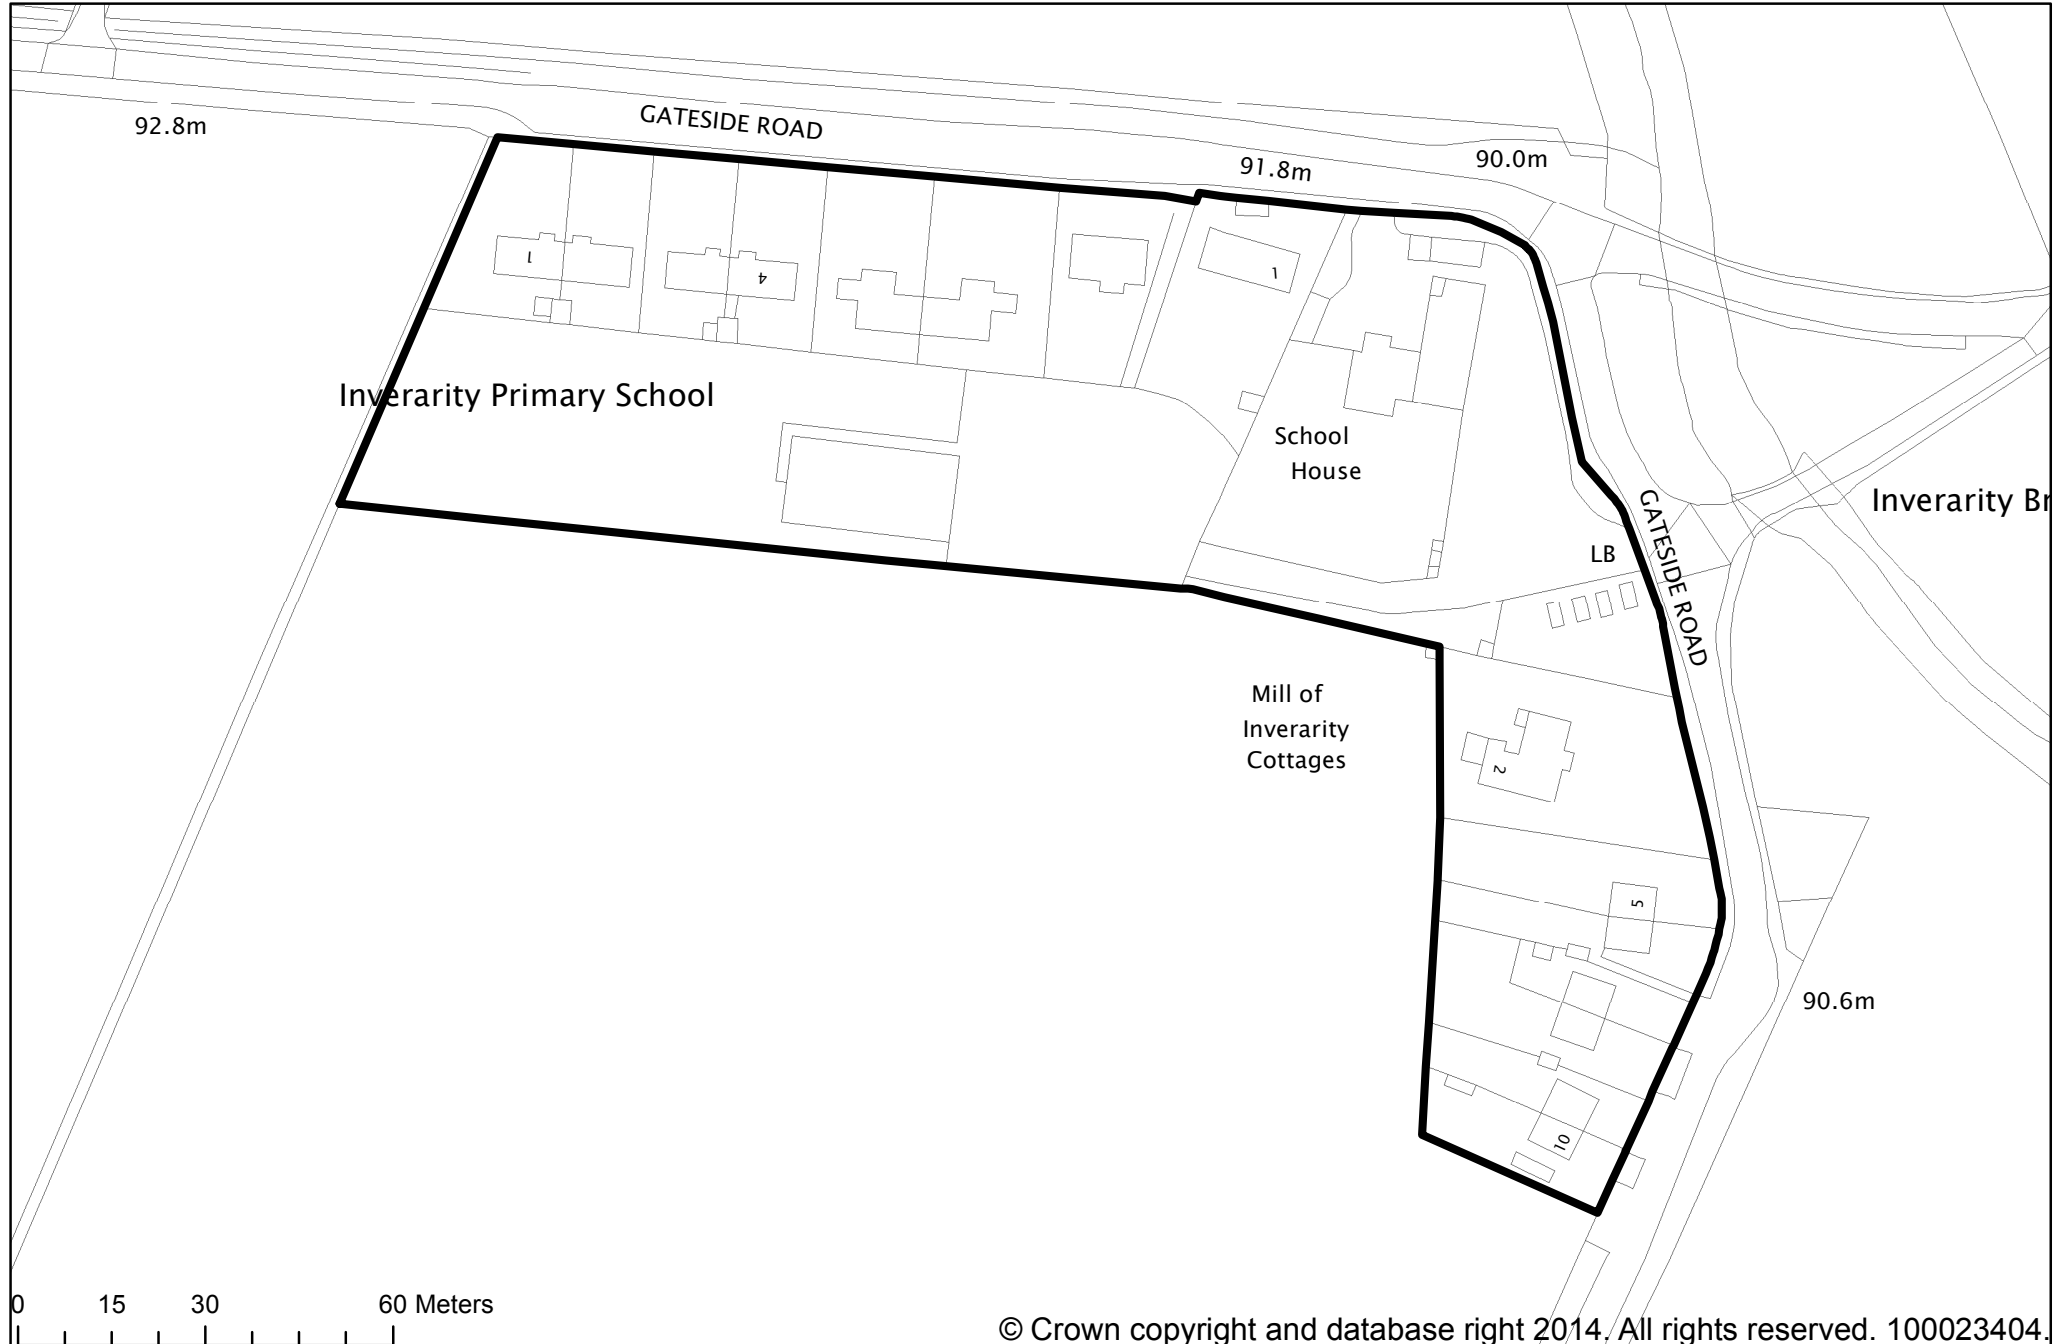 GATESIDE ROAD
92.8m
91.8m
90.0m
1
4
1
Inverarity Primary School
School
House
Inverarity Br
GATESIDE ROAD
LB
Mill of
Inverarity
Cottages
2
5
90.6m
10
0 15 30 60 Meters
© Crown copyright and database right 2014. All rights reserved. 100023404.